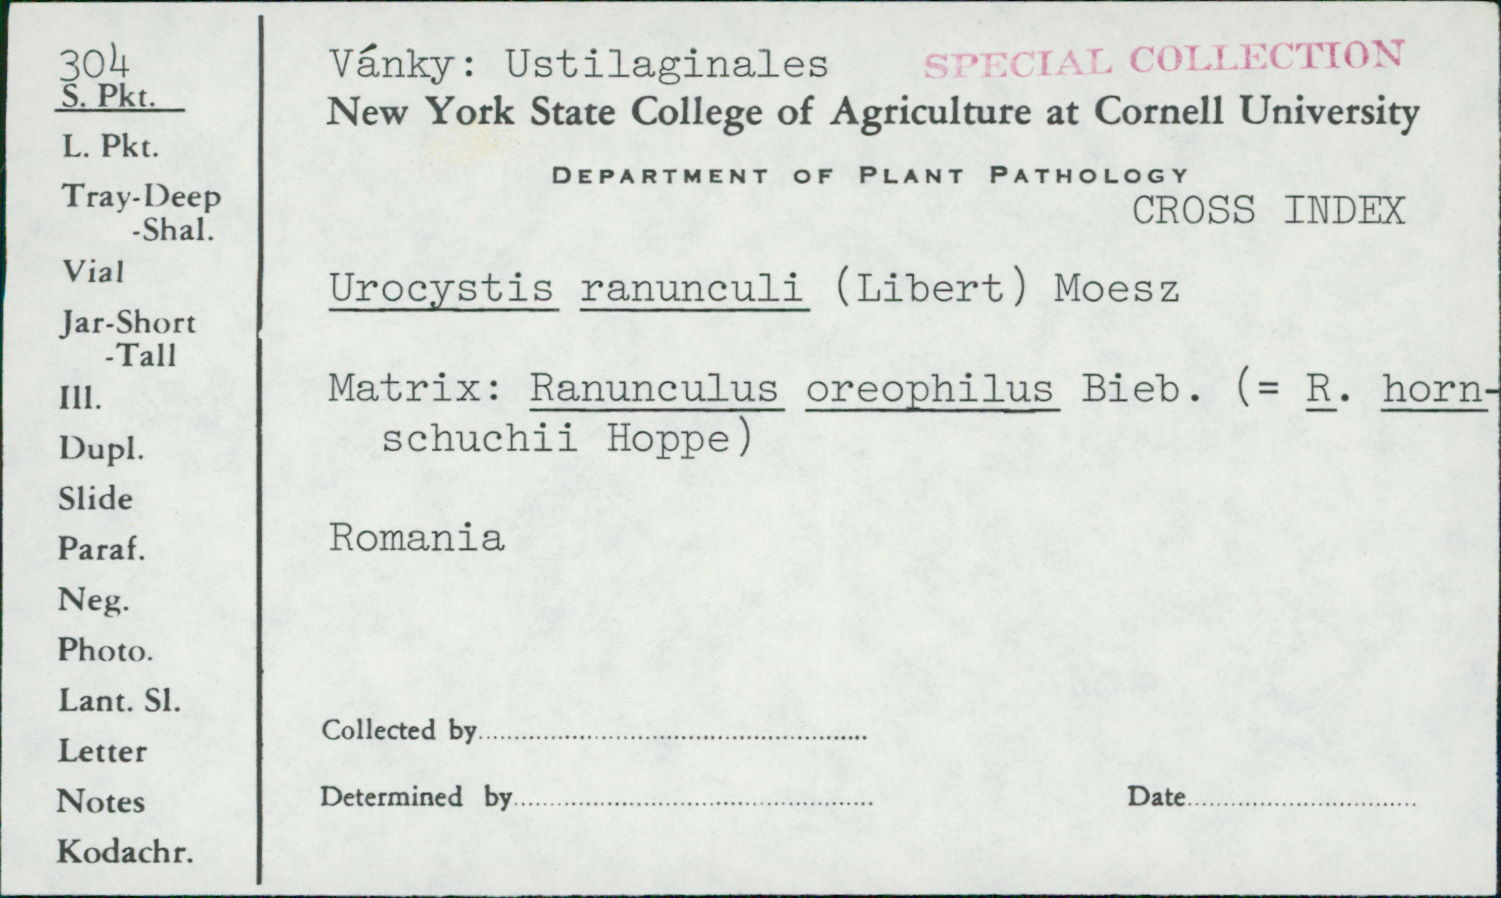 304
S. Pkt.
L. Pkt.
Tray-Deep
-Shal.
Vial
Jar-Short
-Tall
Ill.
Dupl.
Slide
Paraf.
Neg.
Photo.
Lant. Sl.
Letter
Notes
Kodachr.
Vánky: Ustilaginales SPECIAL COLLECTION
New York State College of Agriculture at Cornell University
DEPARTMENT OF PLANT PATHOLOGY
CROSS INDEX
Urocystis ranunculi (Libert) Moesz
Matrix: Ranunculus oreophilus Bieb. (= R. horn-
schuchii Hoppe)
Romania
Collected by
Determined by Date